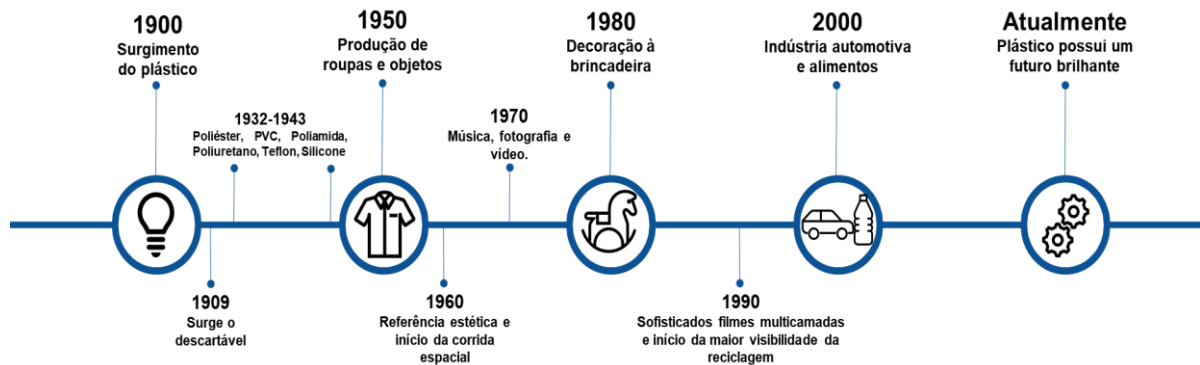 1900
Surgimento
do plástico
1909
Surge o
descartável
1932-1943
Poliéster, PVC, Poliamida,
Poliuretano, Teflon, Silicone
1950
Produção de
roupas e objetos
1960
Referência estética e
início da corrida
espacial
1970
Música, fotografia e
vídeo.
1980
Decoração à
brincadeira
1990
Sofisticados filmes multicamadas
e início da maior visibilidade da
reciclagem
2000
Indústria automotiva
e alimentos
Atualmente
Plástico possui um
futuro brilhante